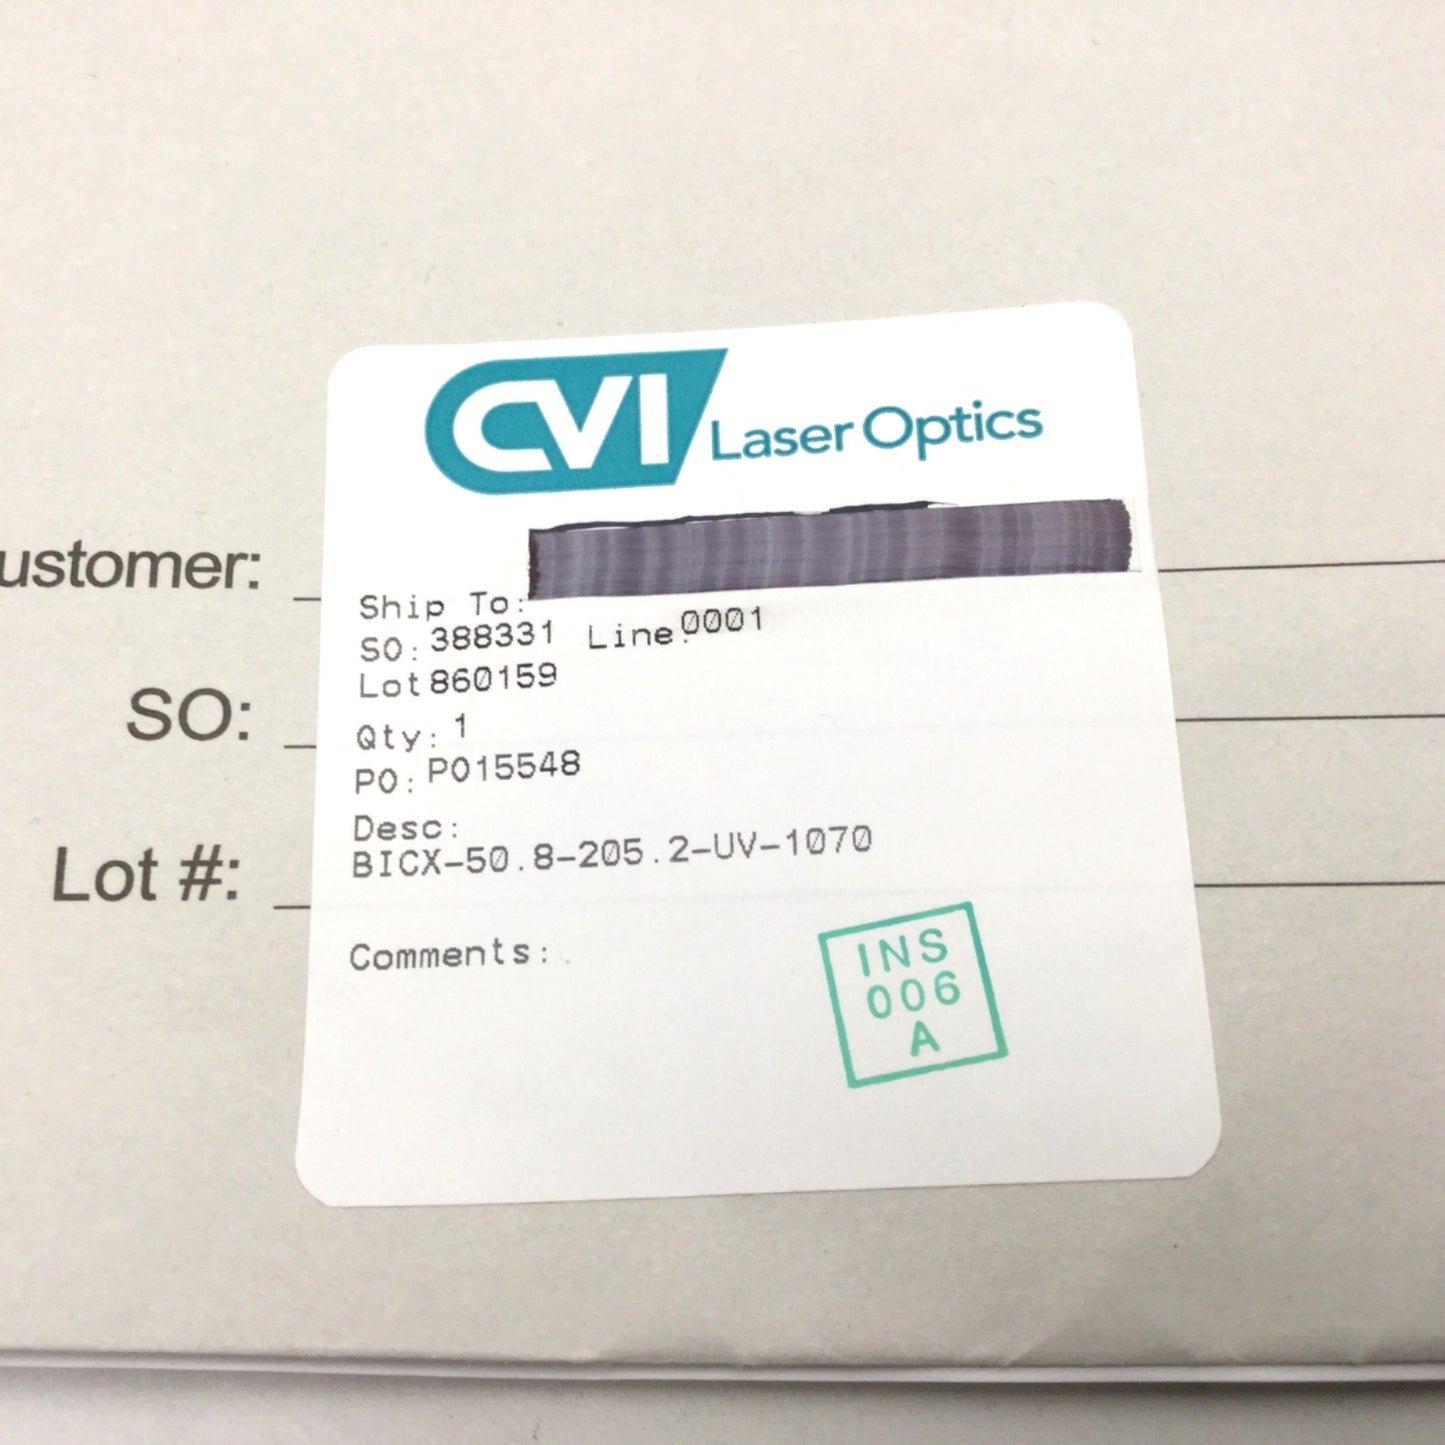 CVI Laser Optics
ustomer:
Ship To:
SO: 388331 Line: 0001
Lot 860159
SO:
Qty: 1
PO: PO15548
Desc:
BICX-50.8-205.2-UV-1070
Lot #:
Comments:
INS
006
A